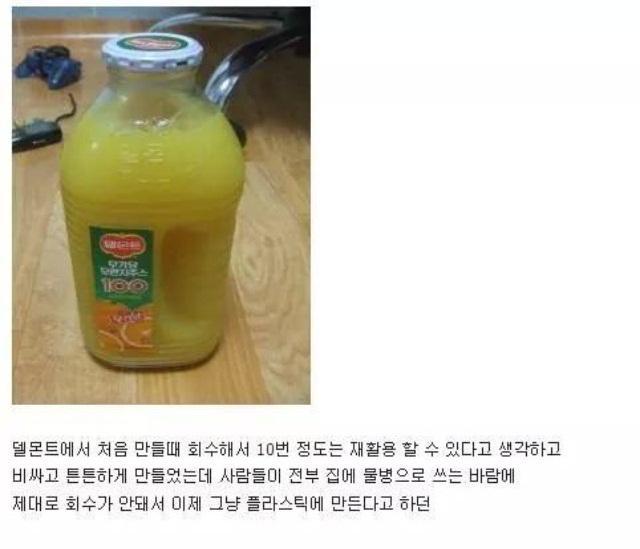 델몬트
무가당
오렌지주스
100
델몬트에서 처음 만들때 회수해서 10번 정도는 재활용 할 수 있다고 생각하고
비싸고 튼튼하게 만들었는데 사람들이 전부 집에 물병으로 쓰는 바람에
제대로 회수가 안돼서 이제 그냥 플라스틱에 만든다고 하던